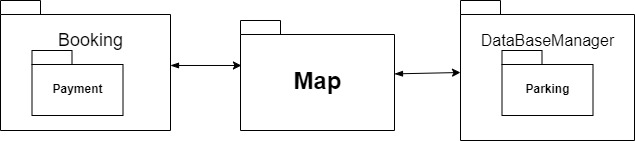 Booking
Payment
Map
DataBaseManager
Parking